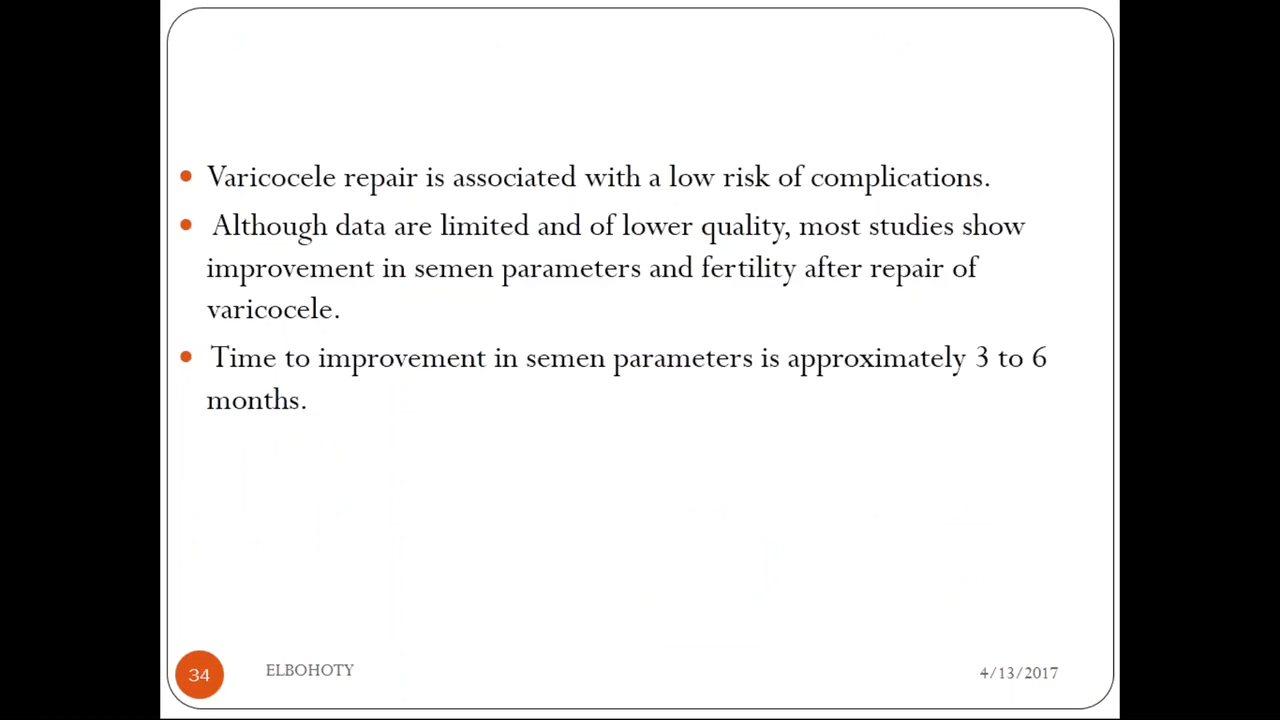 Varicocele repair is associated with a low risk of complications.
Although data are limited and of lower quality, most studies show
improvement in semen parameters and fertility after repair of
varicocele.
Time to improvement in semen parameters is approximately 3 to 6
months.
34
ELBOHOTY
4/13/2017